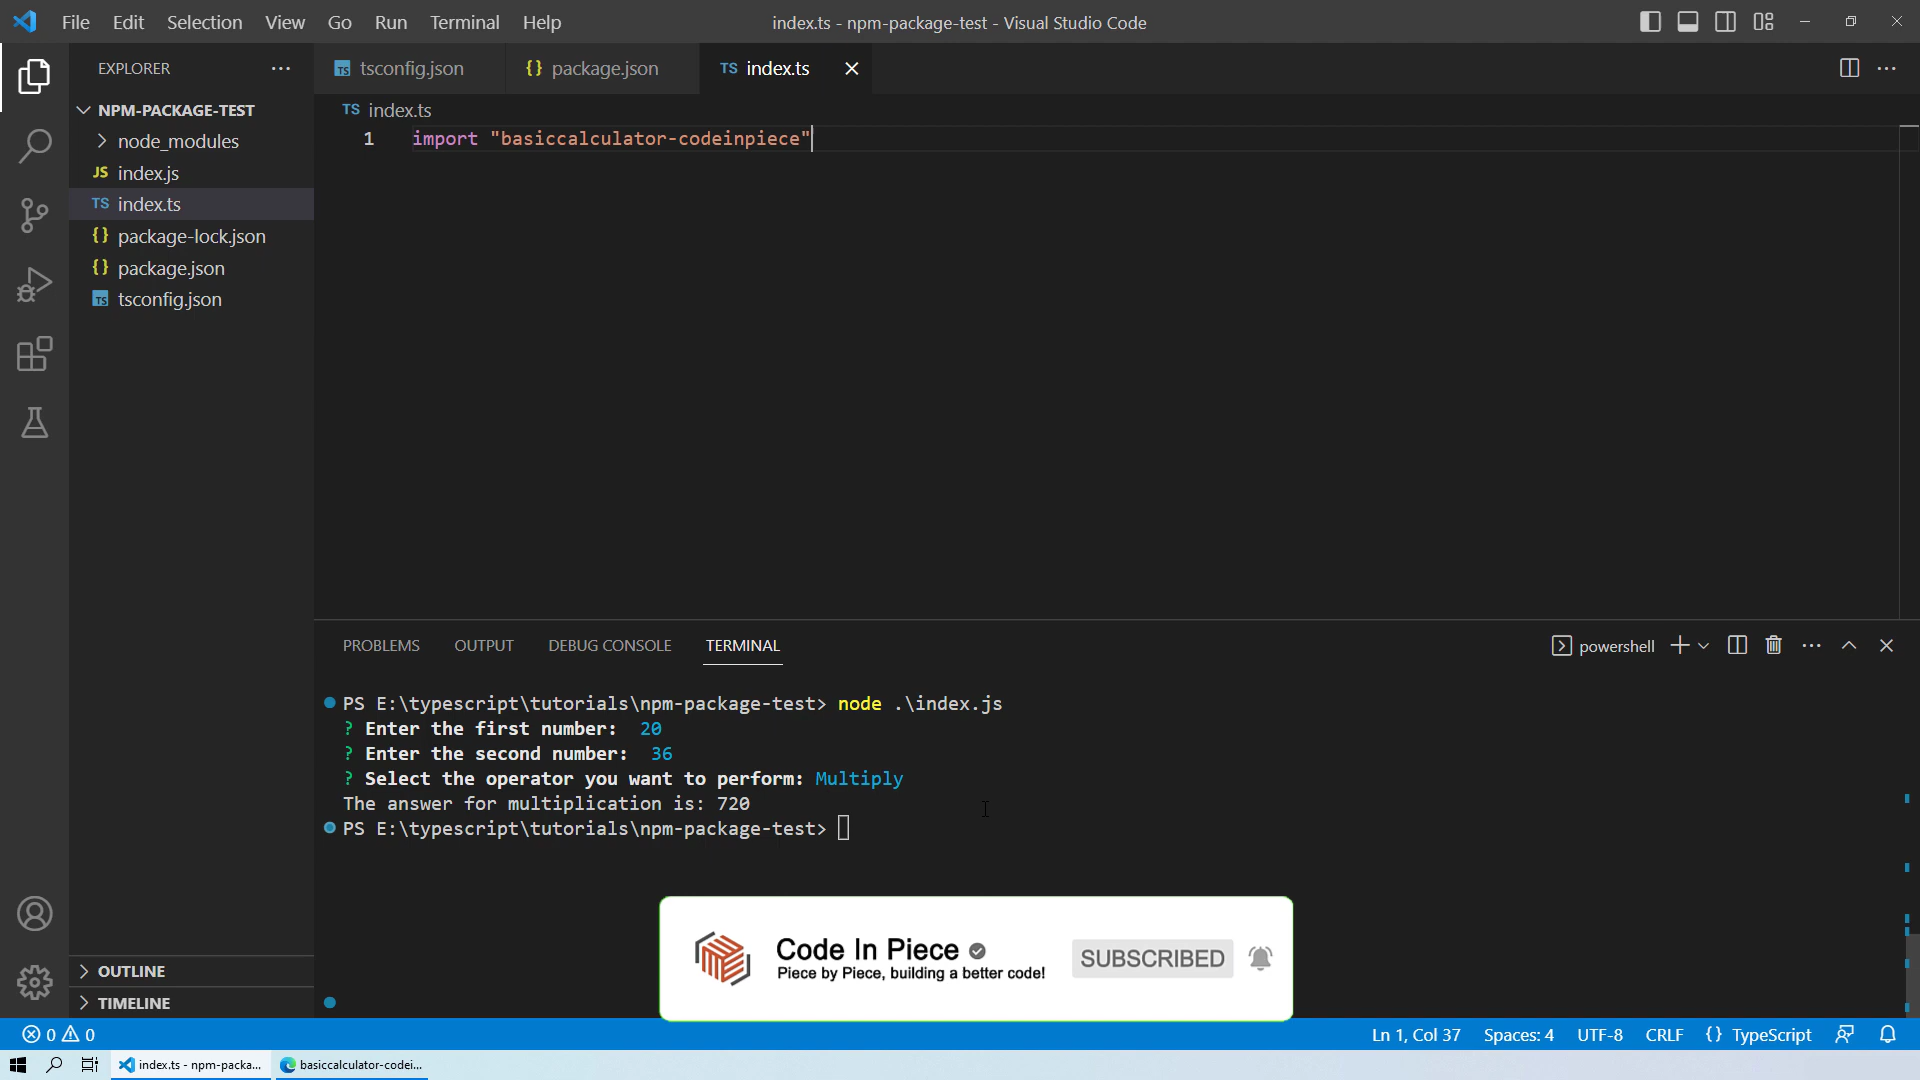 File Edit Selection View Go Run Terminal Help
index.ts - npm-package-test - Visual Studio Code
EXPLORER
NPM-PACKAGE-TEST
node_modules
JS index.js
TS index.ts
{} package-lock.json
{} package.json
TS tsconfig.json
OUTLINE
TIMELINE
TS tsconfig.json {} package.json TS index.ts
TS index.ts
1 import "basiccalculator-codeinpiece"
PROBLEMS OUTPUT DEBUG CONSOLE TERMINAL
powershell
PS E:\typescript\tutorials\npm-package-test> node .\index.js
? Enter the first number: 20
? Enter the second number: 36
? Select the operator you want to perform: Multiply
The answer for multiplication is: 720
PS E:\typescript\tutorials\npm-package-test>
Code In Piece
Piece by Piece, building a better code!
SUBSCRIBED
0 0 Ln 1, Col 37 Spaces: 4 UTF-8 CRLF {} TypeScript
index.ts - npm-packa... basiccalculator-codei...